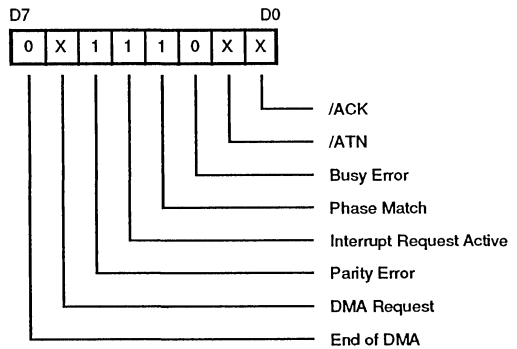 D7 D0
0 X 1 1 1 0 X X
/ACK
/ATN
Busy Error
Phase Match
Interrupt Request Active
Parity Error
DMA Request
End of DMA